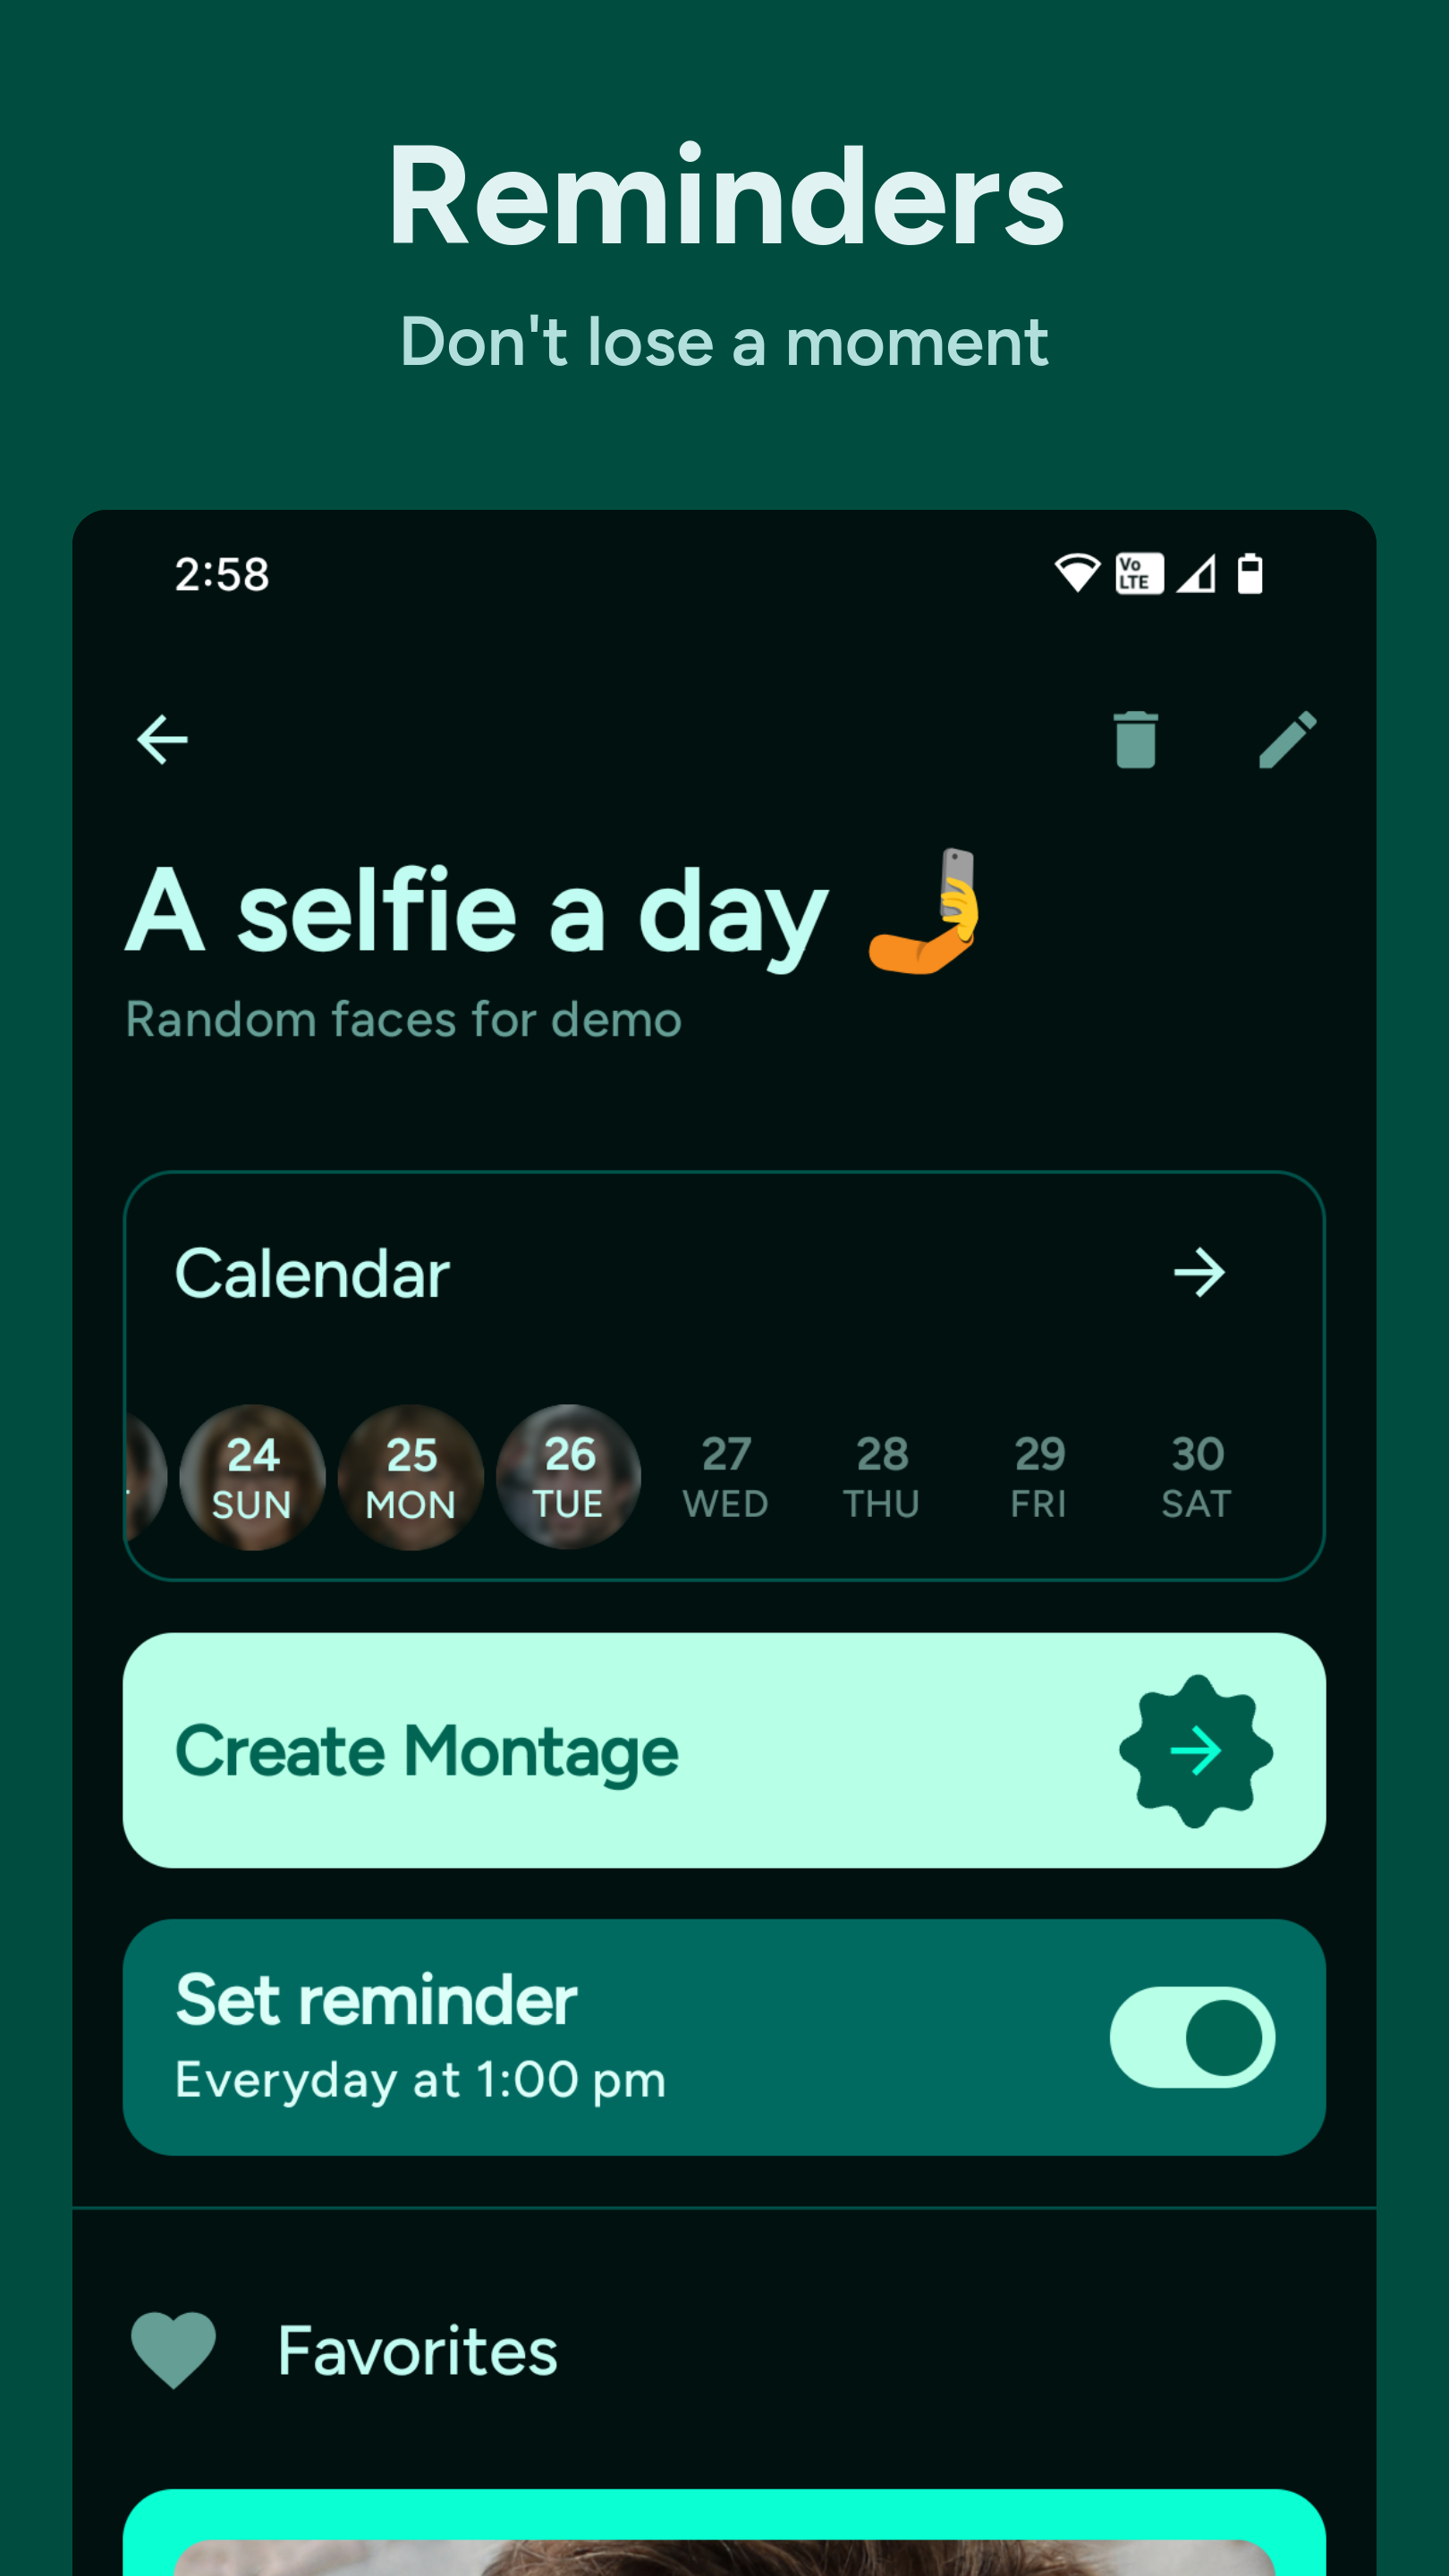 Reminders
Don't lose a moment
2:58
Vo
LTE
A selfie a day 🤳
Random faces for demo
Calendar
24 25 26 27 28 29 30
SUN MON TUE WED THU FRI SAT
Create Montage
Set reminder
Everyday at 1:00 pm
Favorites